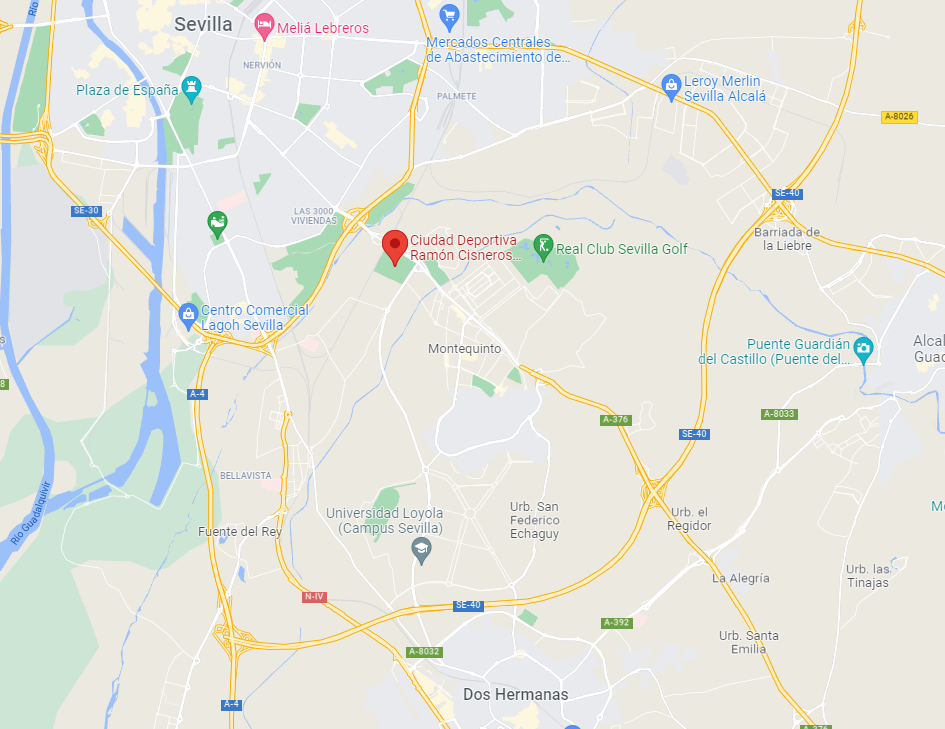 Río
Sevilla
Meliá Lebreros
Mercados Centrales
de Abastecimiento de...
NERVIÓN
Plaza de España
PALMETE
Leroy Merlin
Sevilla Alcalá
A-8026
SE-30
LAS 3000
VIVIENDAS
SE-40
Barriada de
la Liebre
Ciudad Deportiva
Ramón Cisneros...
Real Club Sevilla Golf
Centro Comercial
Lagoh Sevilla
Montequinto
Puente Guardián
del Castillo (Puente del...
Alcal
Guad
s
8
A-4
A-376
A-8033
SE-40
BELLAVISTA
Río Guadalquivir
Universidad Loyola
(Campus Sevilla)
Urb. San
Federico
Echaguy
Urb. el
Regidor
Fuente del Rey
La Alegría
Urb. las
Tinajas
N-IV
SE-40
A-392
A-8032
Urb. Santa
Emilia
Dos Hermanas
A-4
A-376